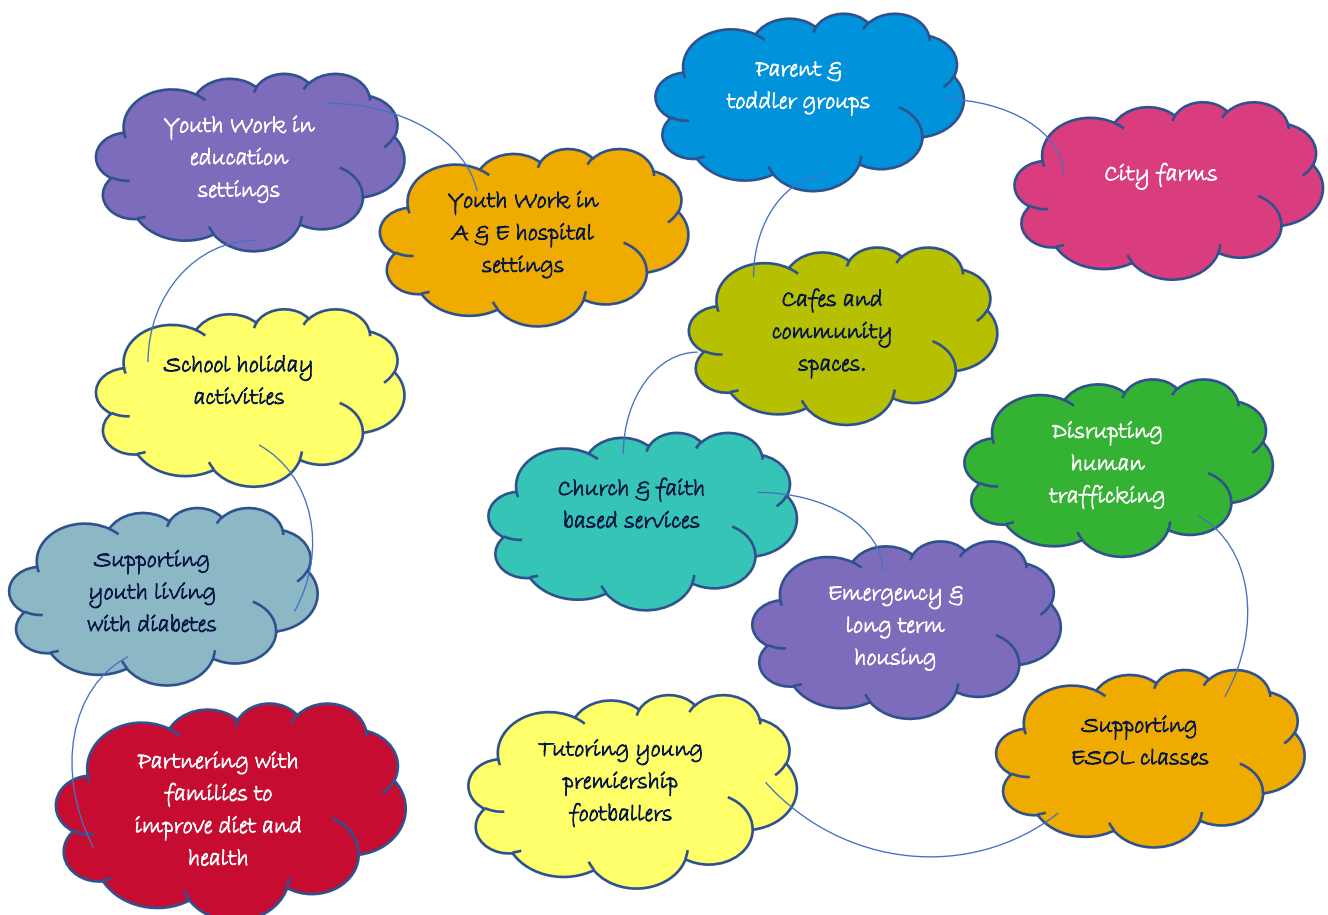 Parent &
toddler groups
Youth Work in
education
settings
City farms
Youth Work in
A & E hospital
settings
Cafes and
community
spaces.
School holiday
activities
Disrupting
human
trafficking
Church & faith
based services
Supporting
youth living
with diabetes
Emergency &
long term
housing
Supporting
ESOL classes
Tutoring young
premiership
footballers
Partnering with
families to
improve diet and
health